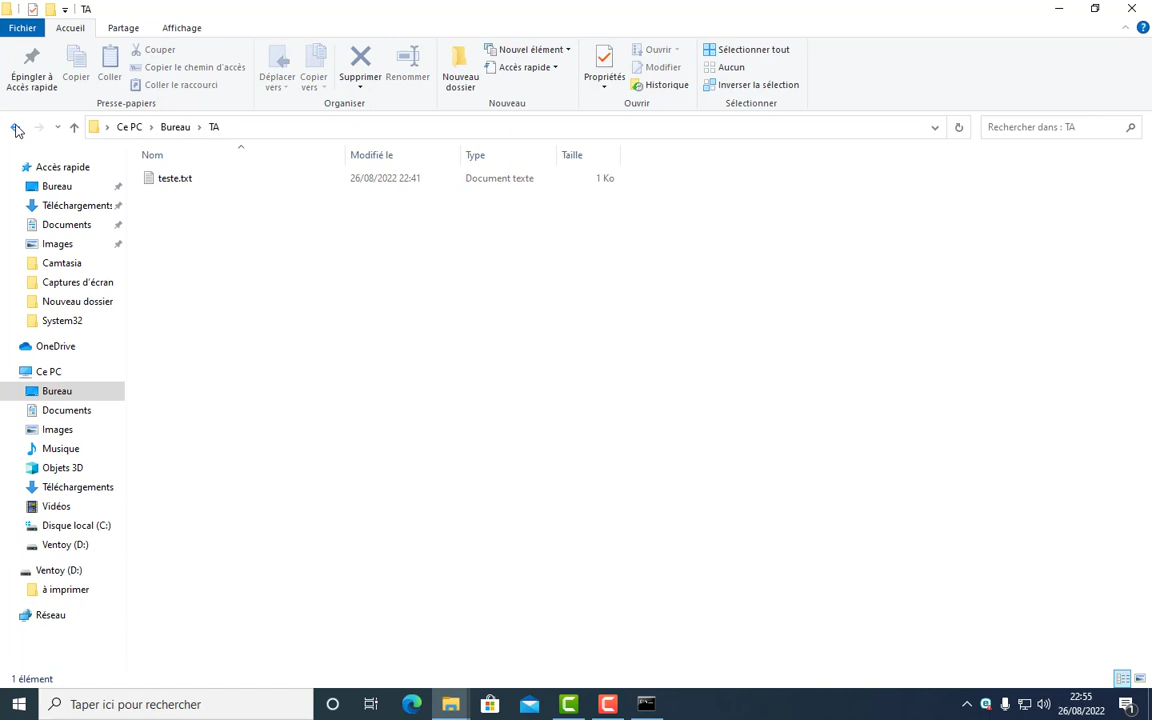 TA
Fichier Accueil Partage Affichage
Épingler à Accès rapide
Copier
Coller
Couper
Copier le chemin d'accès
Coller le raccourci
Presse-papiers
Déplacer vers
Copier vers
Supprimer
Renommer
Organiser
Nouveau dossier
Nouvel élément
Accès rapide
Nouveau
Propriétés
Ouvrir
Modifier
Historique
Ouvrir
Sélectionner tout
Aucun
Inverser la sélection
Sélectionner
Ce PC > Bureau > TA
Rechercher dans : TA
Nom Modifié le Type Taille
teste.txt 26/08/2022 22:41 Document texte 1 Ko
Accès rapide
Bureau
Téléchargements
Documents
Images
Camtasia
Captures d'écran
Nouveau dossier
System32
OneDrive
Ce PC
Bureau
Documents
Images
Musique
Objets 3D
Téléchargements
Vidéos
Disque local (C:)
Ventoy (D:)
Ventoy (D:)
à imprimer
Réseau
1 élément
Taper ici pour rechercher
22:55
26/08/2022
1